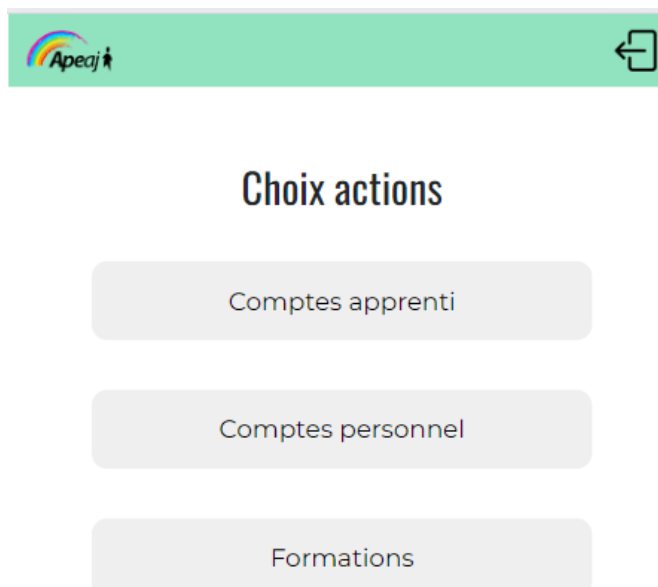 Apeaj
Choix actions
Comptes apprenti
Comptes personnel
Formations